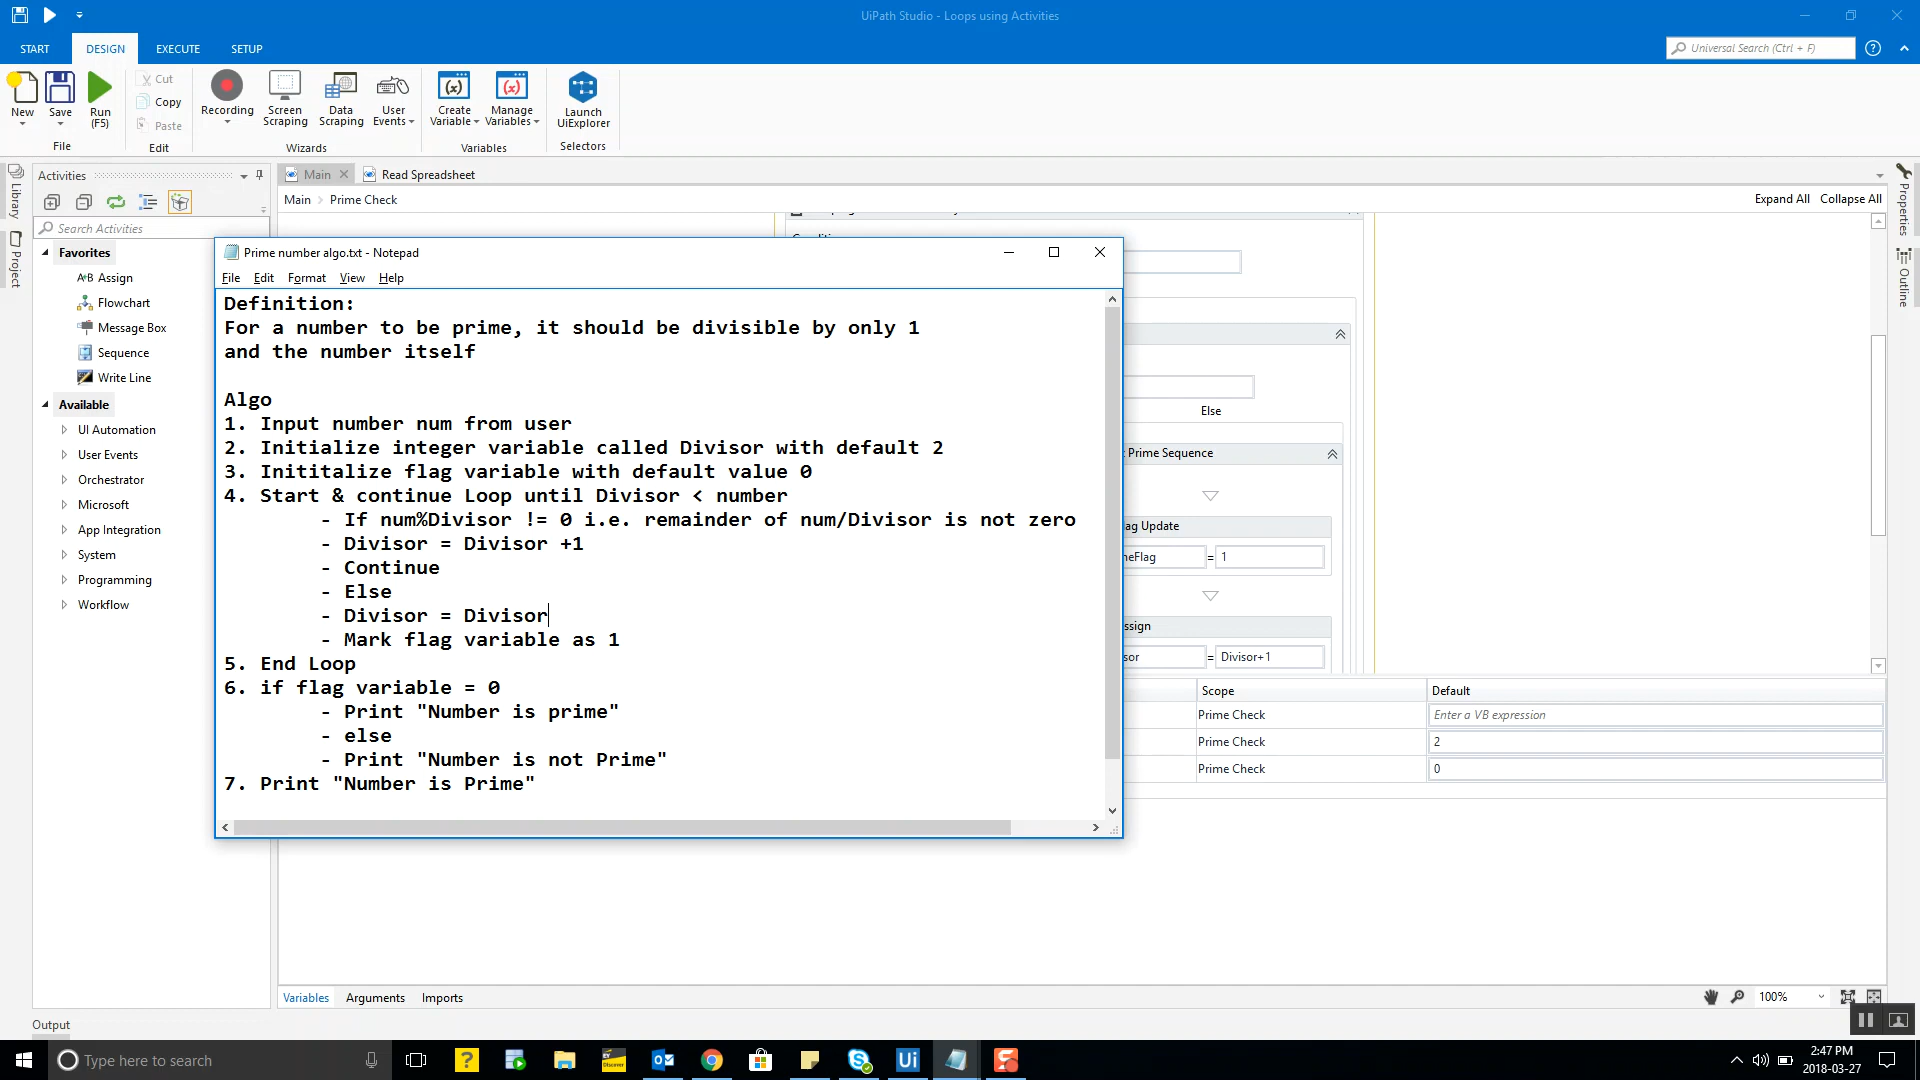 UiPath Studio - Loops using Activities
START DESIGN EXECUTE SETUP
Universal Search (Ctrl + F)
New
Save
Run
(F5)
File
Cut
Copy
Paste
Edit
Recording
Screen
Scraping
Data
Scraping
User
Events
Wizards
Create
Variable
Manage
Variables
Variables
Launch
UiExplorer
Selectors
Library
Project
Activities
Search Activities
Favorites
Assign
Flowchart
Message Box
Sequence
Write Line
Available
UI Automation
User Events
Orchestrator
Microsoft
App Integration
System
Programming
Workflow
Main
Read Spreadsheet
Main > Prime Check
Expand All Collapse All
Properties
Outline
Prime number algo.txt - Notepad
File Edit Format View Help
Definition:
For a number to be prime, it should be divisible by only 1
and the number itself
Algo
1. Input number num from user
2. Initialize integer variable called Divisor with default 2
3. Inititalize flag variable with default value 0
4. Start & continue Loop until Divisor < number
- If num%Divisor != 0 i.e. remainder of num/Divisor is not zero
- Divisor = Divisor +1
- Continue
- Else
- Divisor = Divisor
- Mark flag variable as 1
5. End Loop
6. if flag variable = 0
- Print "Number is prime"
- else
- Print "Number is not Prime"
7. Print "Number is Prime"
Else
Prime Sequence
ag Update
neFlag = 1
ssign
sor = Divisor+1
Scope Default
Prime Check Enter a VB expression
Prime Check 2
Prime Check 0
Variables Arguments Imports
100%
Output
Type here to search
2:47 PM
2018-03-27